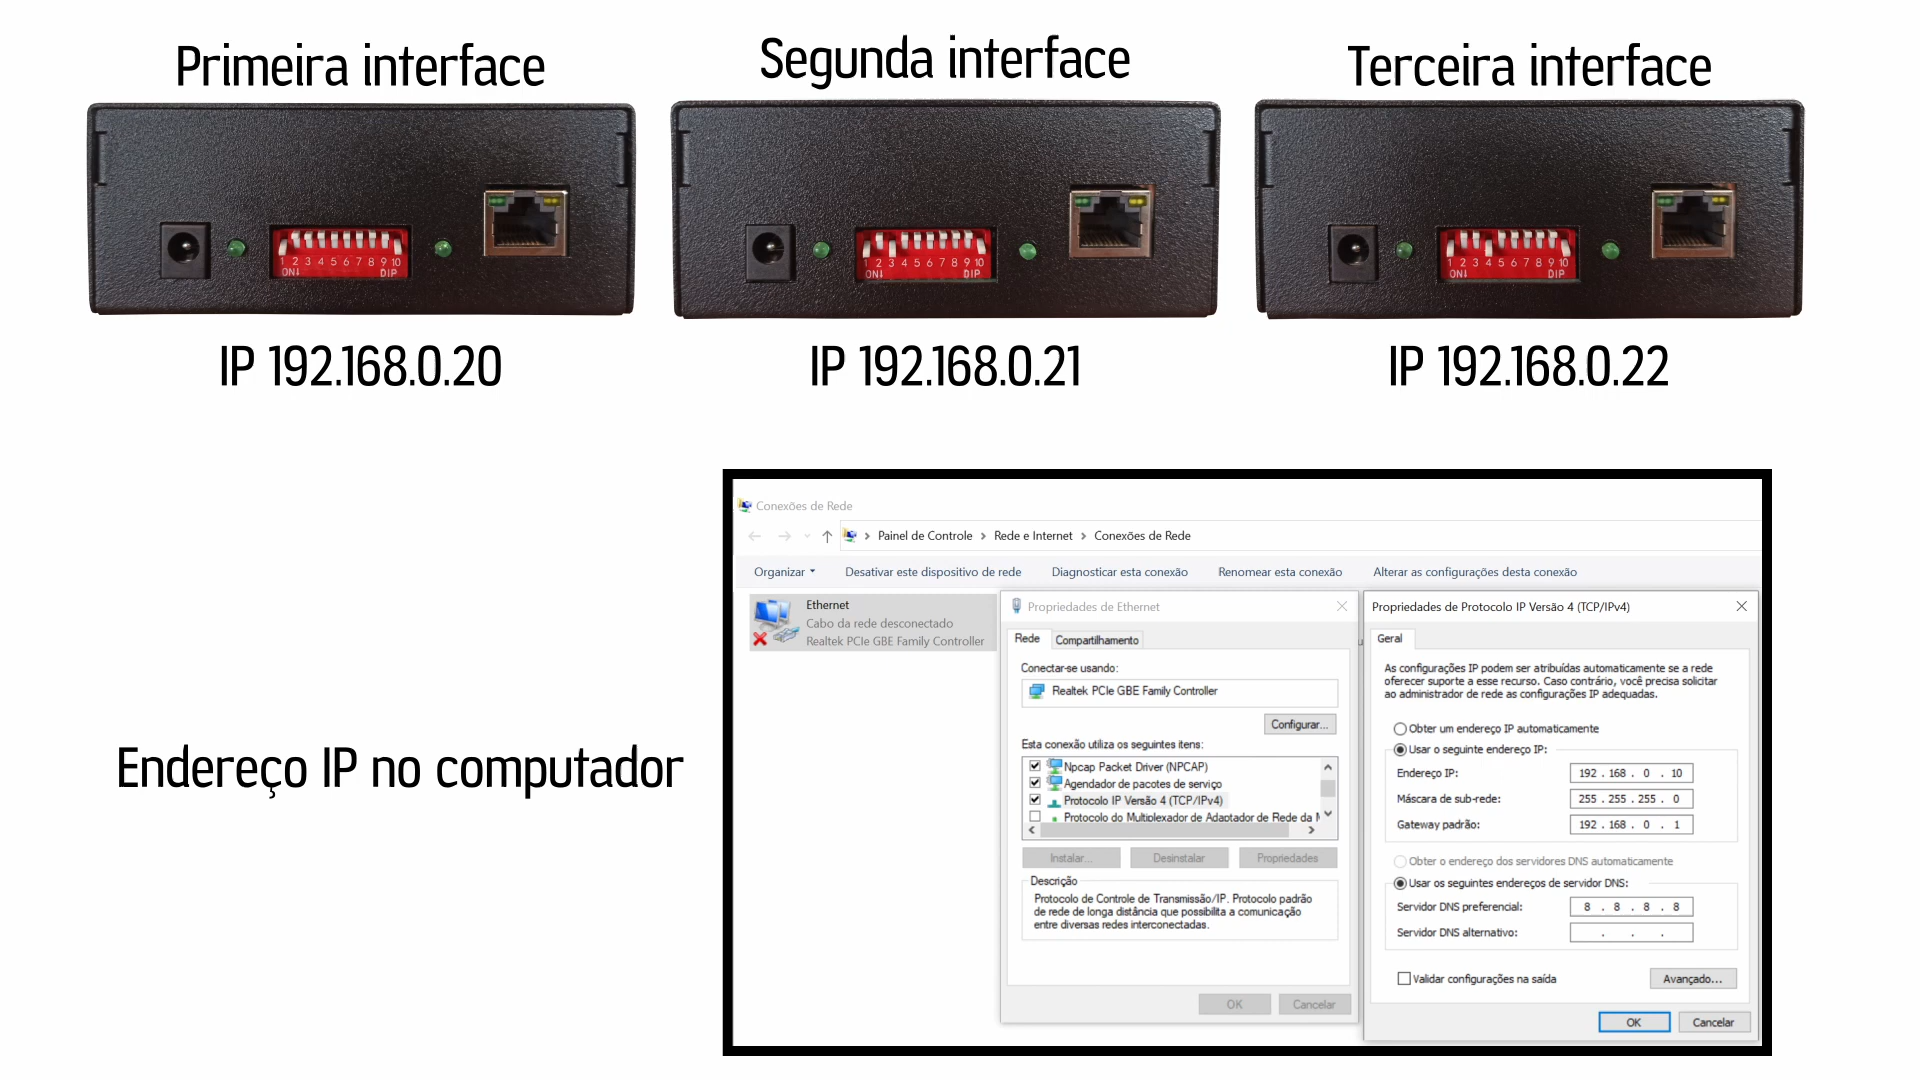 Primeira interface
Segunda interface
Terceira interface
1 2 3 4 5 6 7 8 9 10
ON↓ DIP
1 2 3 4 5 6 7 8 9 10
ON↓ DIP
1 2 3 4 5 6 7 8 9 10
ON↓ DIP
IP 192.168.0.20
IP 192.168.0.21
IP 192.168.0.22
Endereço IP no computador
Conexões de Rede
Painel de Controle > Rede e Internet > Conexões de Rede
Organizar
Desativar este dispositivo de rede
Diagnosticar esta conexão
Renomear esta conexão
Alterar as configurações desta conexão
Ethernet
Cabo da rede desconectado
Realtek PCIe GBE Family Controller
Propriedades de Ethernet
Rede
Compartilhamento
Conectar-se usando:
Realtek PCIe GBE Family Controller
Configurar...
Esta conexão utiliza os seguintes itens:
Npcap Packet Driver (NPCAP)
Agendador de pacotes de serviço
Protocolo IP Versão 4 (TCP/IPv4)
Protocolo do Multiplexador de Adaptador de Rede da
Instalar...
Desinstalar
Propriedades
Descrição
Protocolo de Controle de Transmissão/IP. Protocolo padrão
de rede de longa distância que possibilita a comunicação
entre diversas redes interconectadas.
OK
Cancelar
Propriedades de Protocolo IP Versão 4 (TCP/IPv4)
Geral
As configurações IP podem ser atribuídas automaticamente se a rede
oferecer suporte a esse recurso. Caso contrário, você precisa solicitar
ao administrador de rede as configurações IP adequadas.
Obter um endereço IP automaticamente
Usar o seguinte endereço IP:
Endereço IP: 192 . 168 . 0 . 10
Máscara de sub-rede: 255 . 255 . 255 . 0
Gateway padrão: 192 . 168 . 0 . 1
Obter o endereço dos servidores DNS automaticamente
Usar os seguintes endereços de servidor DNS:
Servidor DNS preferencial: 8 . 8 . 8 . 8
Servidor DNS alternativo: . . .
Validar configurações na saída
Avançado...
OK
Cancelar